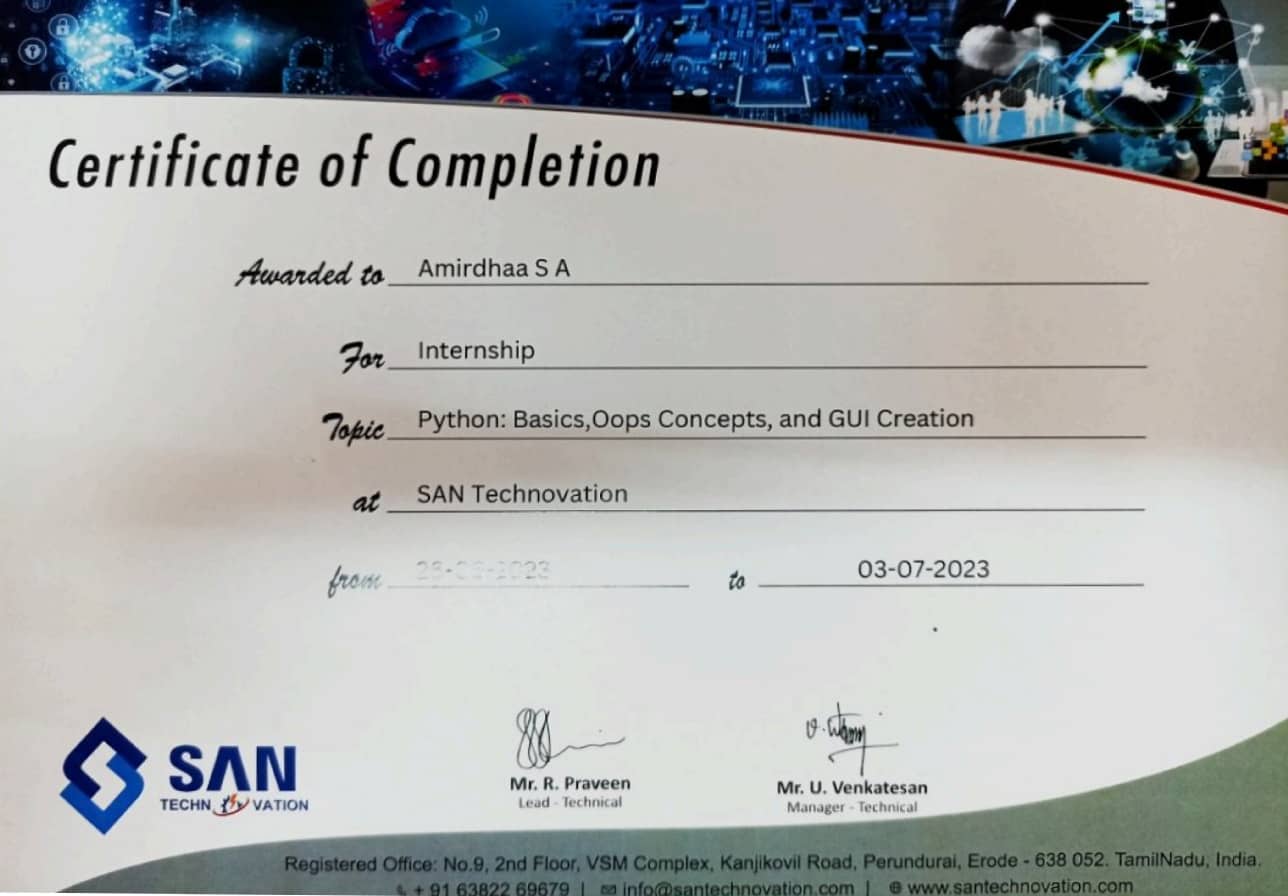 Certificate of Completion
Awarded to Amirdhaa S A
For Internship
Topic Python: Basics,Oops Concepts, and GUI Creation
at SAN Technovation
from to 03-07-2023
Mr. R. Praveen
Lead - Technical
Mr. U. Venkatesan
Manager - Technical
SAN
TECHNOVATION
Registered Office: No.9, 2nd Floor, VSM Complex, Kanjikovil Road, Perundurai, Erode - 638 052. TamilNadu, India.
+ 91 63822 69679 | info@santechnovation.com | www.santechnovation.com